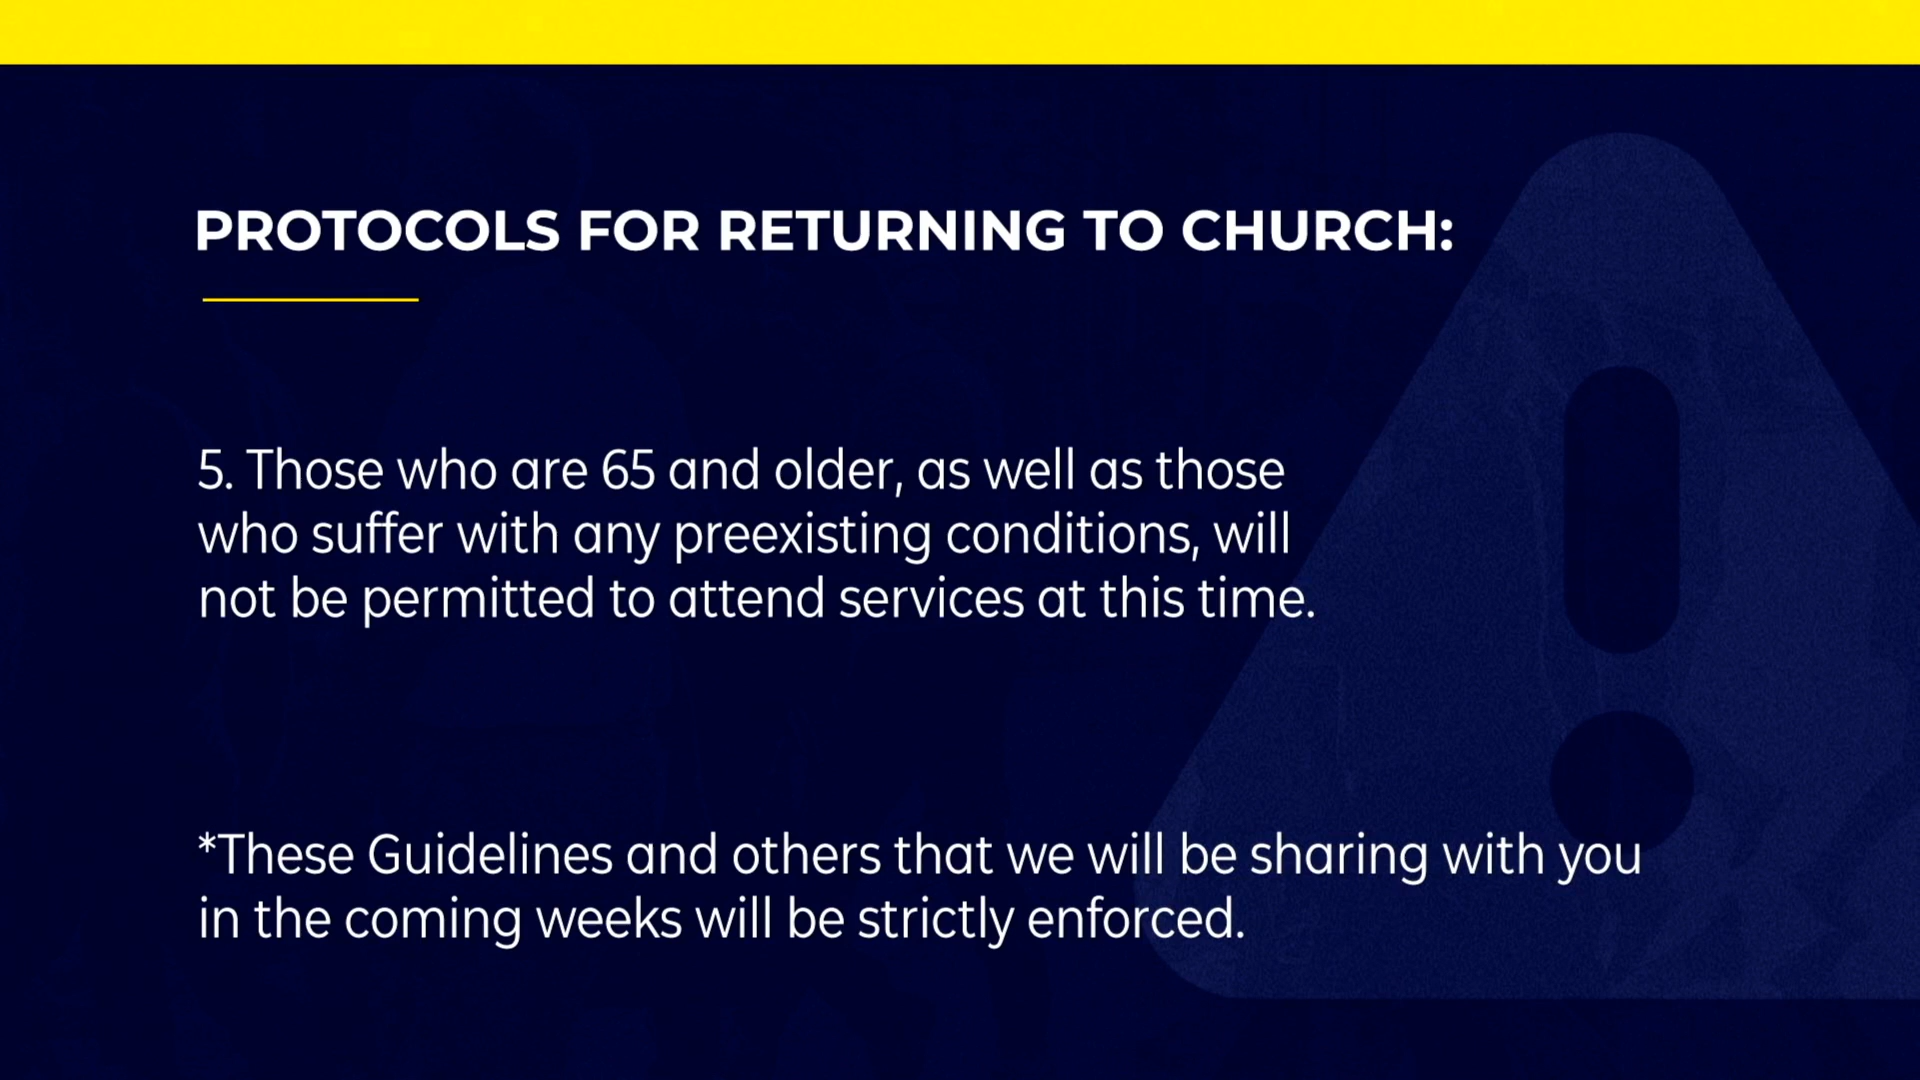 PROTOCOLS FOR RETURNING TO CHURCH:
5. Those who are 65 and older, as well as those
who suffer with any preexisting conditions, will
not be permitted to attend services at this time.
*These Guidelines and others that we will be sharing with you
in the coming weeks will be strictly enforced.